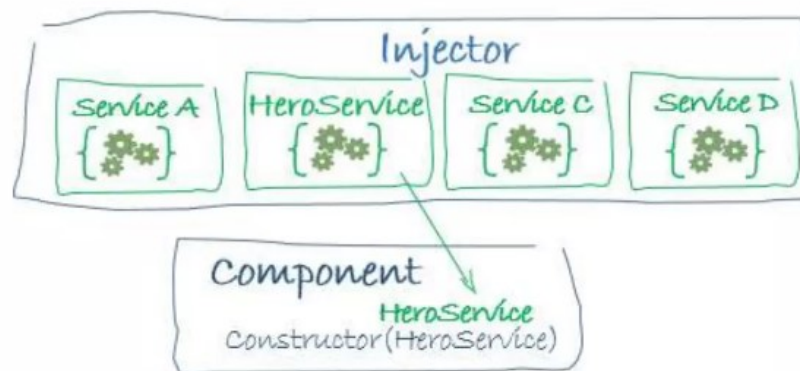 Injector
Service A
HeroService
Service C
Service D
Component
HeroService
Constructor(HeroService)